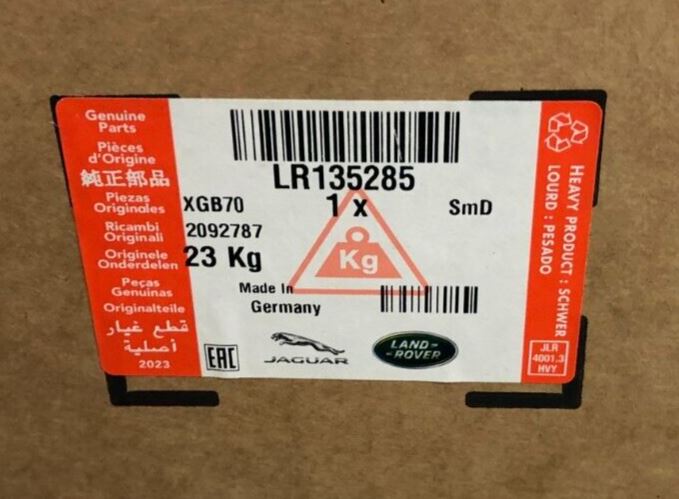 Genuine
Parts
Pièces
d'Origine
純正部品
Piezas
Originales
Ricambi
Originali
Originele
Onderdelen
Peças
Genuinas
Originalteile
قطع غيار
أصلية
2023
LR135285
XGB70
1 x
SmD
2092787
23 Kg
Kg
Made In
Germany
EAC
JAGUAR
LAND-
-ROVER
HEAVY PRODUCT : SCHWER
LOURD : PESADO
JLR
4001.3
HVY